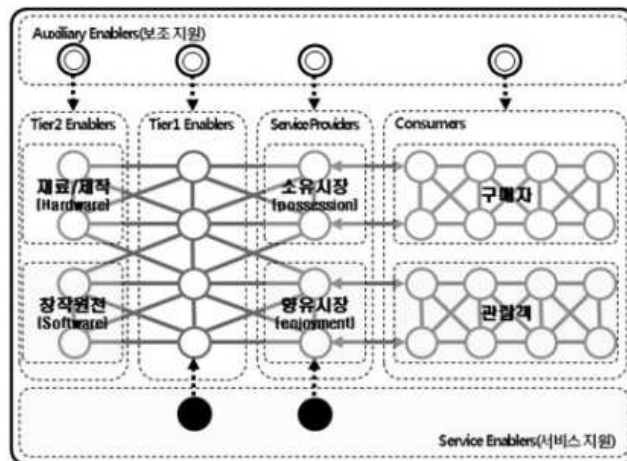 Auxiliary Enablers(보조 지원)
Tier2 Enablers
Tier1 Enablers
Service Providers
Consumers
재료/제작
(Hardware)
소유시장
(possession)
구매자
창작원천
(Software)
향유시장
(enjoyment)
관람객
Service Enablers(서비스 지원)